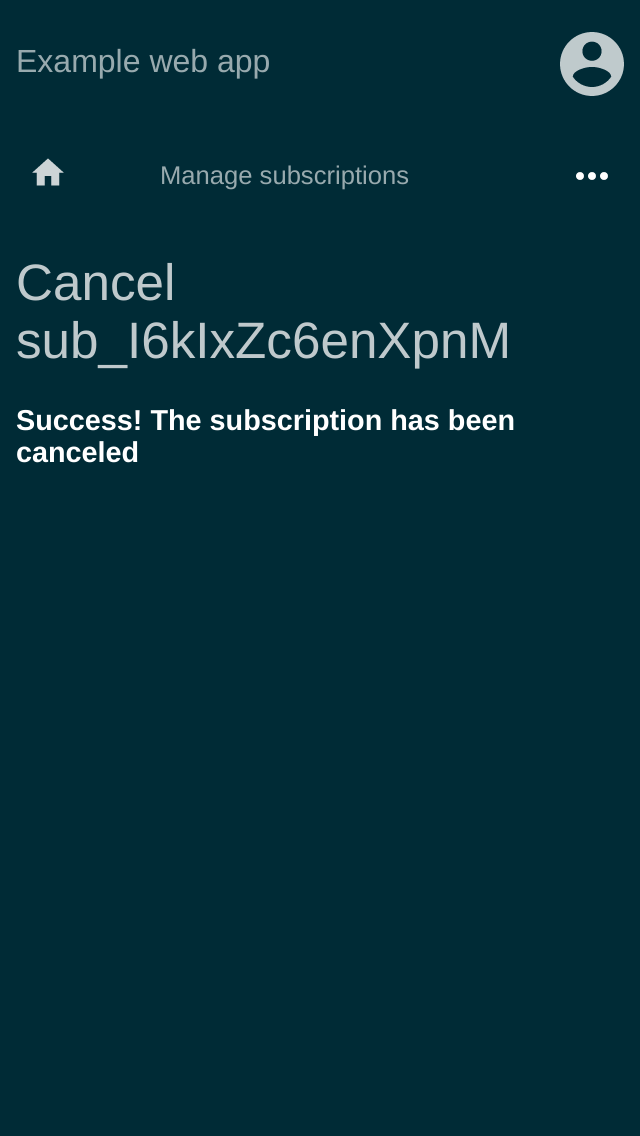 Example web app
Manage subscriptions
Cancel
sub_I6kIxZc6enXpnM
Success! The subscription has been
canceled